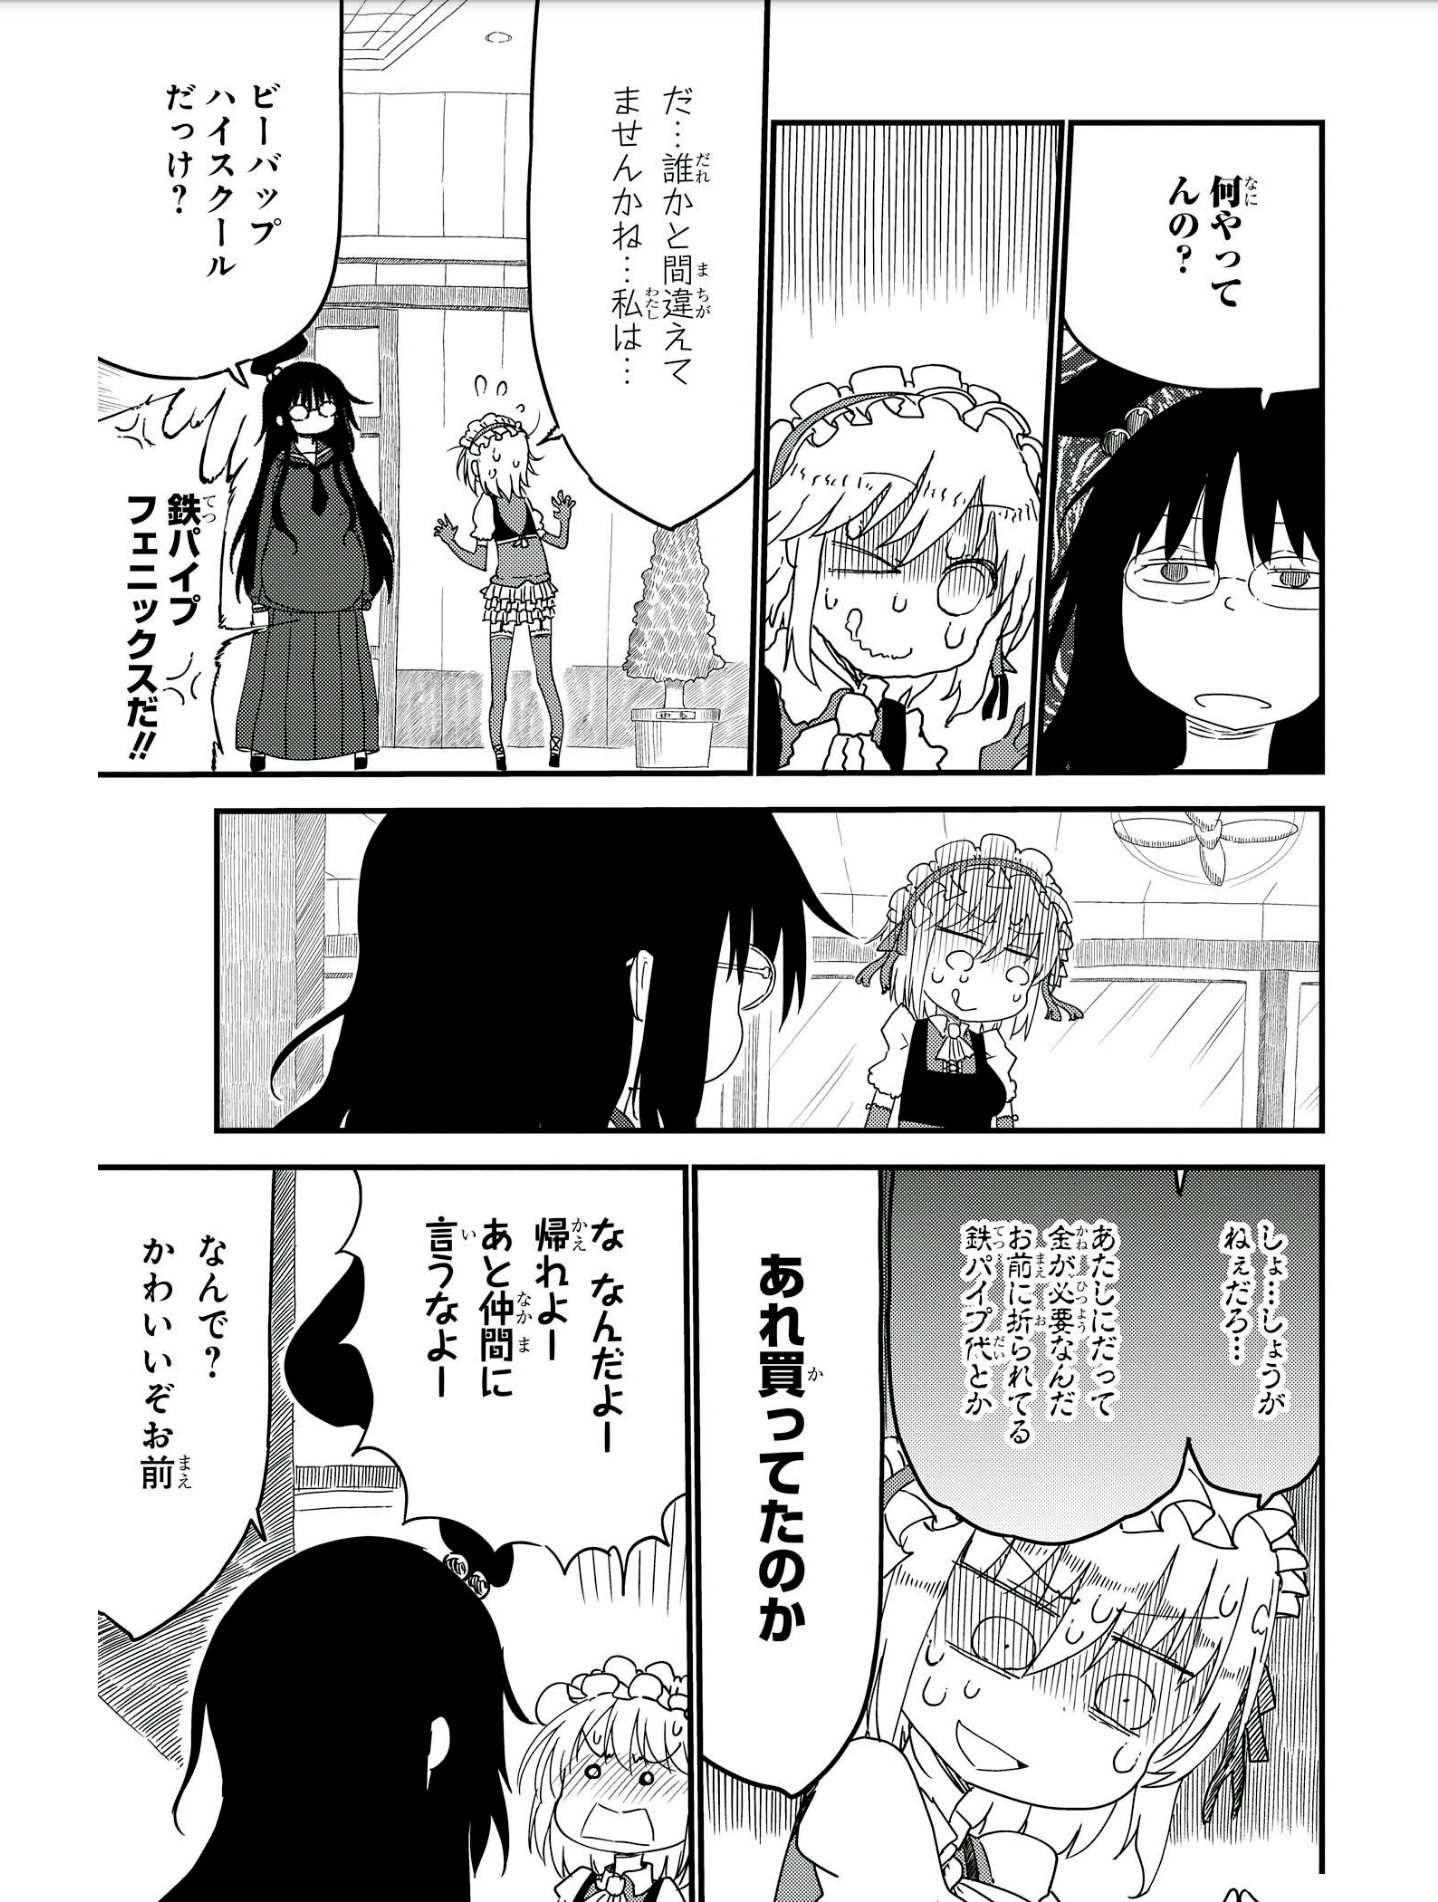 何やって
んの?
だ…誰かと間違えて
ませんかね…私は…
ビーバップ
ハイスクール
だっけ?
鉄パイプ
フェニックスだ!!
しょ…しょうが
ねぇだろ…
あたしにだって
金が必要なんだ
お前に折られてる
鉄パイプ代とか
あれ買ってたのか
な なんだよー
帰れよー
あと仲間に
言うなよー
なんで?
かわいいぞお前